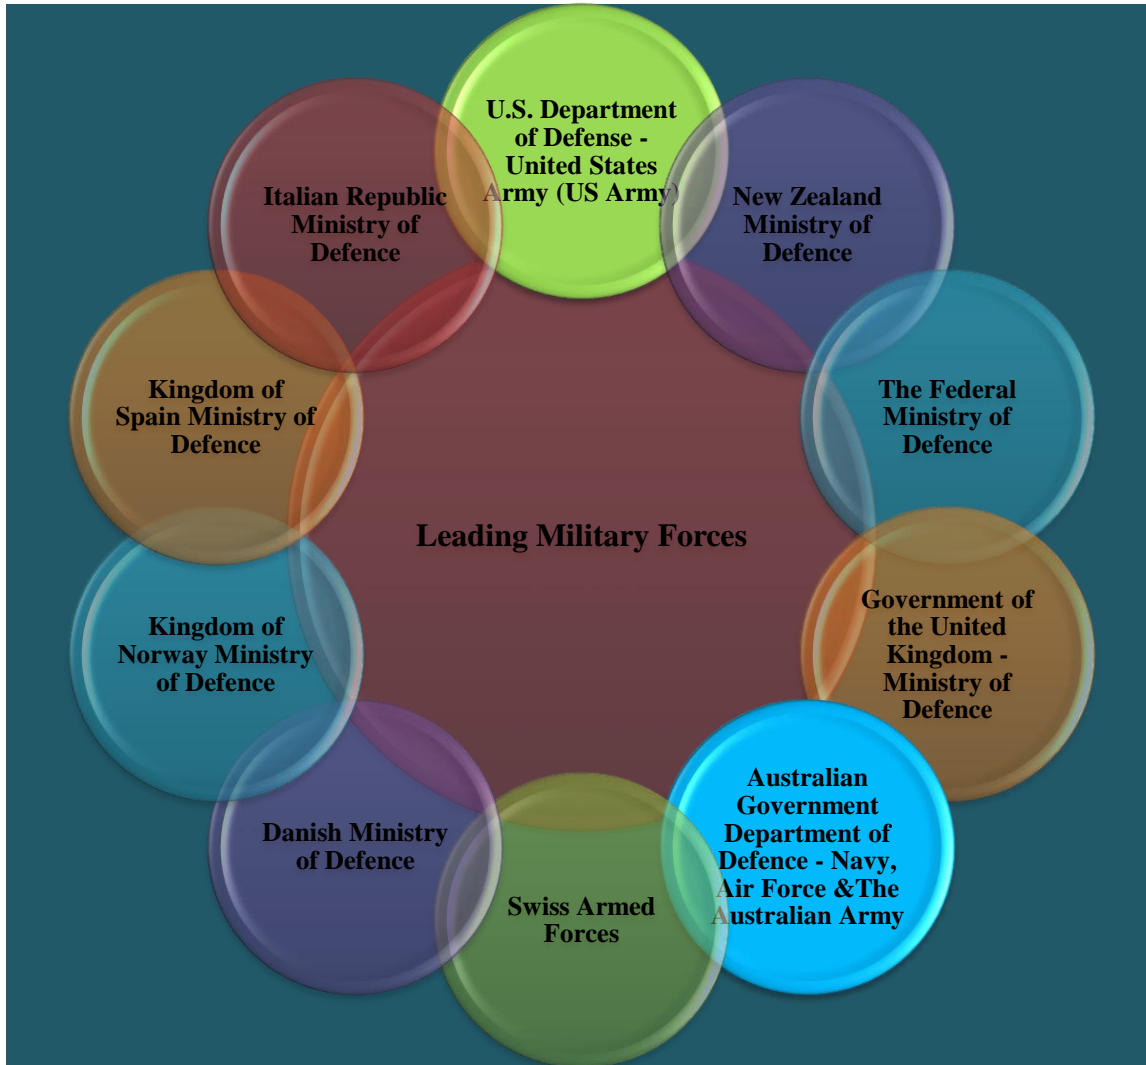 U.S. Department
of Defense -
United States
Army (US Army)
New Zealand
Ministry of
Defence
The Federal
Ministry of
Defence
Government of
the United
Kingdom -
Ministry of
Defence
Australian
Government
Department of
Defence - Navy,
Air Force &The
Australian Army
Swiss Armed
Forces
Danish Ministry
of Defence
Kingdom of
Norway Ministry
of Defence
Kingdom of
Spain Ministry of
Defence
Italian Republic
Ministry of
Defence
Leading Military Forces